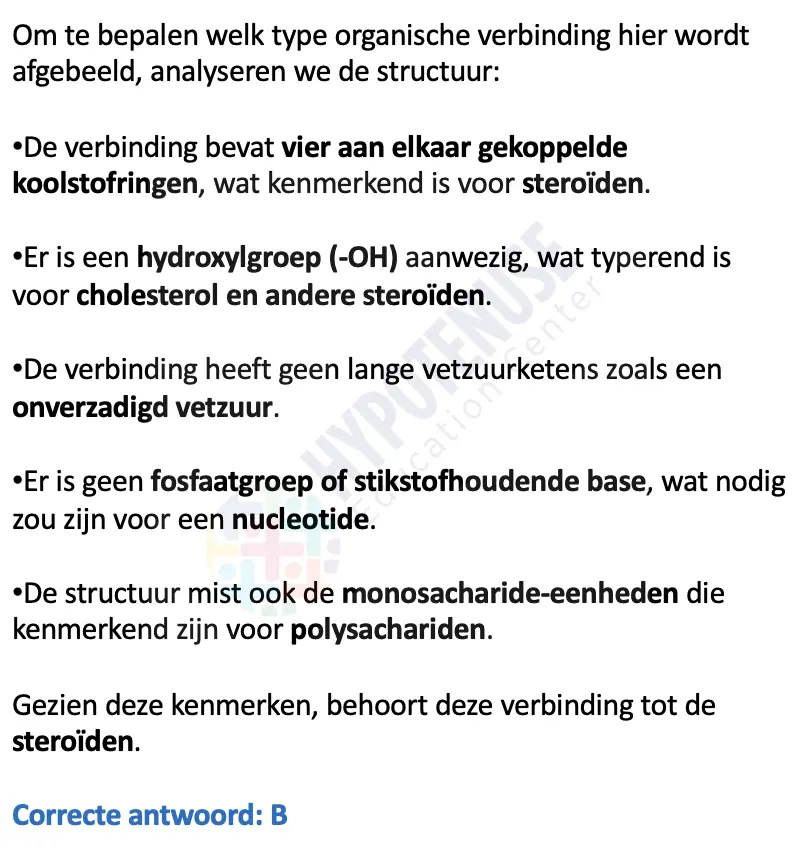 Om te bepalen welk type organische verbinding hier wordt
afgebeeld, analyseren we de structuur:
•De verbinding bevat vier aan elkaar gekoppelde
koolstofringen, wat kenmerkend is voor steroïden.
•Er is een hydroxylgroep (-OH) aanwezig, wat typerend is
voor cholesterol en andere steroïden.
•De verbinding heeft geen lange vetzuurketens zoals een
onverzadigd vetzuur.
•Er is geen fosfaatgroep of stikstofhoudende base, wat nodig
zou zijn voor een nucleotide.
•De structuur mist ook de monosacharide-eenheden die
kenmerkend zijn voor polysachariden.
Gezien deze kenmerken, behoort deze verbinding tot de
steroïden.
Correcte antwoord: B
HYPUTENUSE
Education Center